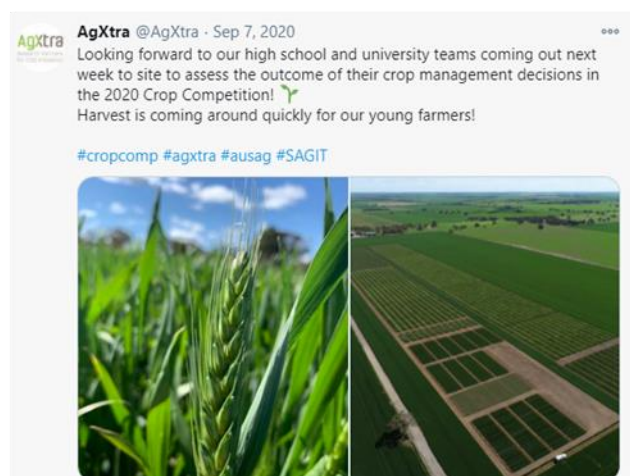 AgXtra @AgXtra · Sep 7, 2020
AgXtra
Looking forward to our high school and university teams coming out next
week to site to assess the outcome of their crop management decisions in
the 2020 Crop Competition! 🌱
Harvest is coming around quickly for our young farmers!
#cropcomp #agxtra #ausag #SAGIT